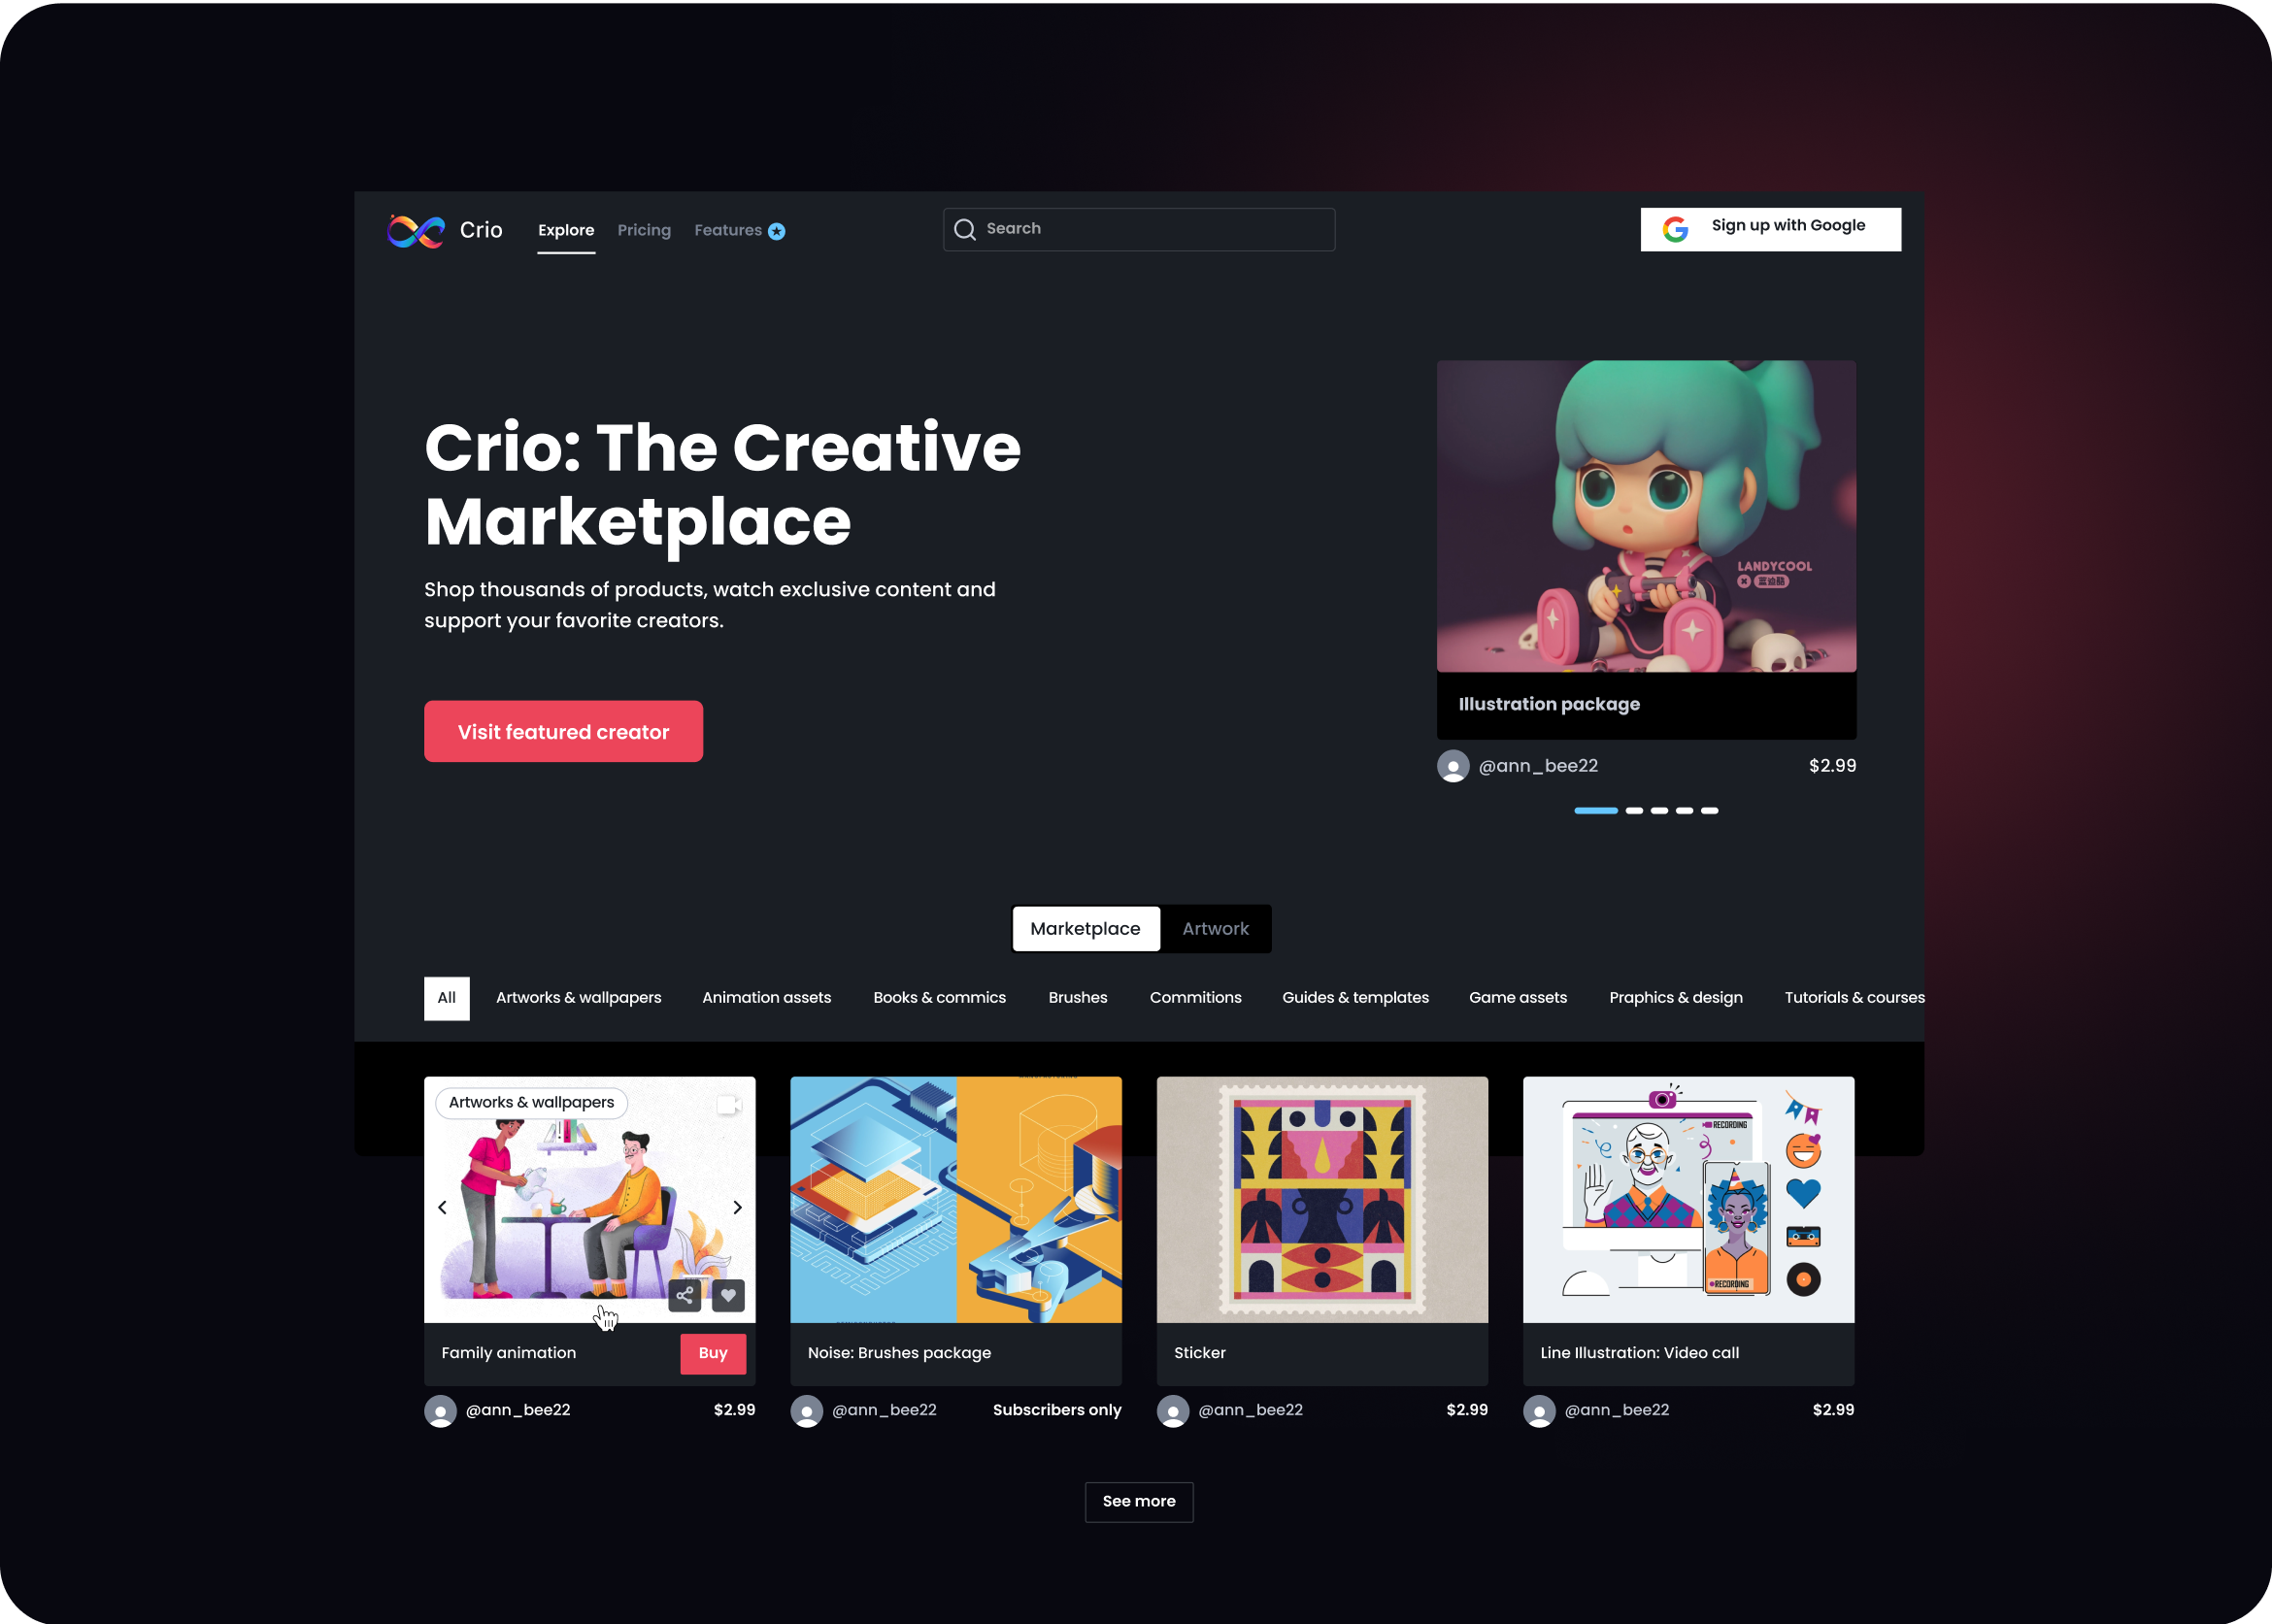 Crio
Explore
Pricing
Features
Search
Sign up with Google
Crio: The Creative
Marketplace
Shop thousands of products, watch exclusive content and
support your favorite creators.
Visit featured creator
LANDYCOOL
Illustration package
@ann_bee22
$2.99
Marketplace
Artwork
All
Artworks & wallpapers
Animation assets
Books & commics
Brushes
Commitions
Guides & templates
Game assets
Praphics & design
Tutorials & courses
Artworks & wallpapers
RECORDING
RECORDING
Family animation
Buy
Noise: Brushes package
Sticker
Line Illustration: Video call
@ann_bee22
$2.99
@ann_bee22
Subscribers only
@ann_bee22
$2.99
@ann_bee22
$2.99
See more